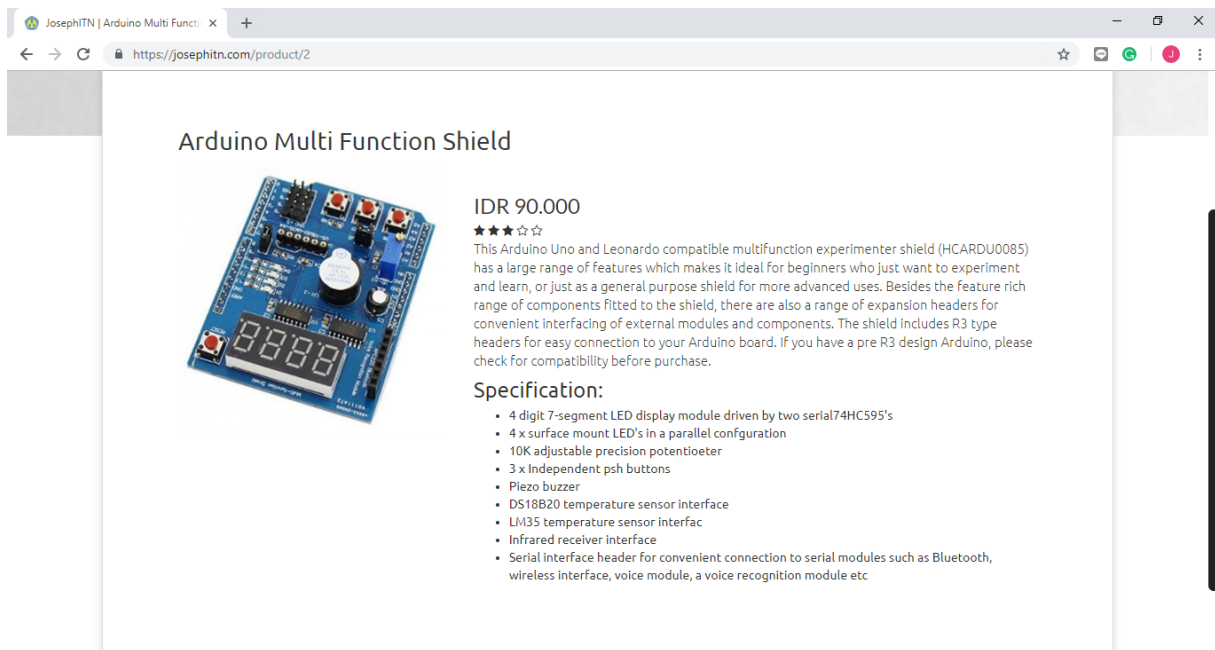 JosephITN | Arduino Multi Functi
https://josephitn.com/product/2
J
Arduino Multi Function Shield
IDR 90.000
This Arduino Uno and Leonardo compatible multifunction experimenter shield (HCARDU0085)
has a large range of features which makes it ideal for beginners who just want to experiment
and learn, or just as a general purpose shield for more advanced uses. Besides the feature rich
range of components fitted to the shield, there are also a range of expansion headers for
convenient interfacing of external modules and components. The shield includes R3 type
headers for easy connection to your Arduino board. If you have a pre R3 design Arduino, please
check for compatibility before purchase.
Specification:
• 4 digit 7-segment LED display module driven by two serial74HC595's
• 4 x surface mount LED's in a parallel confguration
• 10K adjustable precision potentioeter
• 3 x Independent psh buttons
• Piezo buzzer
• DS18B20 temperature sensor interface
• LM35 temperature sensor interfac
• Infrared receiver interface
• Serial interface header for convenient connection to serial modules such as Bluetooth,
wireless interface, voice module, a voice recognition module etc
RESET
Multi-function Shield